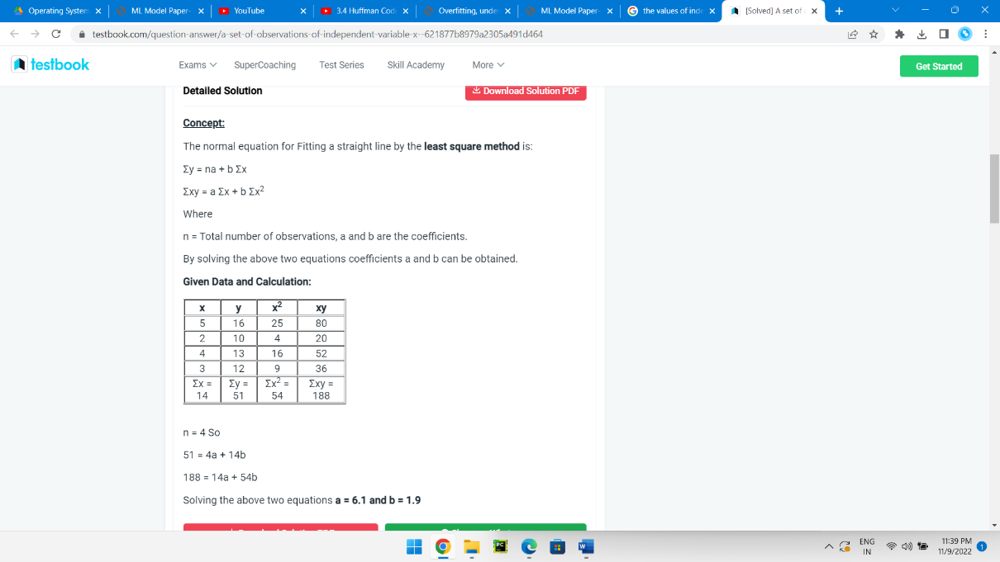 Operating System
ML Model Paper-
YouTube
3.4 Huffman Codi
Overfitting, unde
ML Model Paper-
the values of inde
[Solved] A set of o
testbook.com/question-answer/a-set-of-observations-of-independent-variable-x--621877b8979a2305a491d464
testbook
Exams
SuperCoaching
Test Series
Skill Academy
More
Get Started
Detailed Solution
Download Solution PDF
Concept:
The normal equation for Fitting a straight line by the least square method is:
Σy = na + b Σx
Σxy = a Σx + b Σx²
Where
n = Total number of observations, a and b are the coefficients.
By solving the above two equations coefficients a and b can be obtained.
Given Data and Calculation:
x y x² xy
5 16 25 80
2 10 4 20
4 13 16 52
3 12 9 36
Σx = Σy = Σx² = Σxy =
14 51 54 188
n = 4 So
51 = 4a + 14b
188 = 14a + 54b
Solving the above two equations a = 6.1 and b = 1.9
ENG
IN
11:39 PM
11/9/2022
1